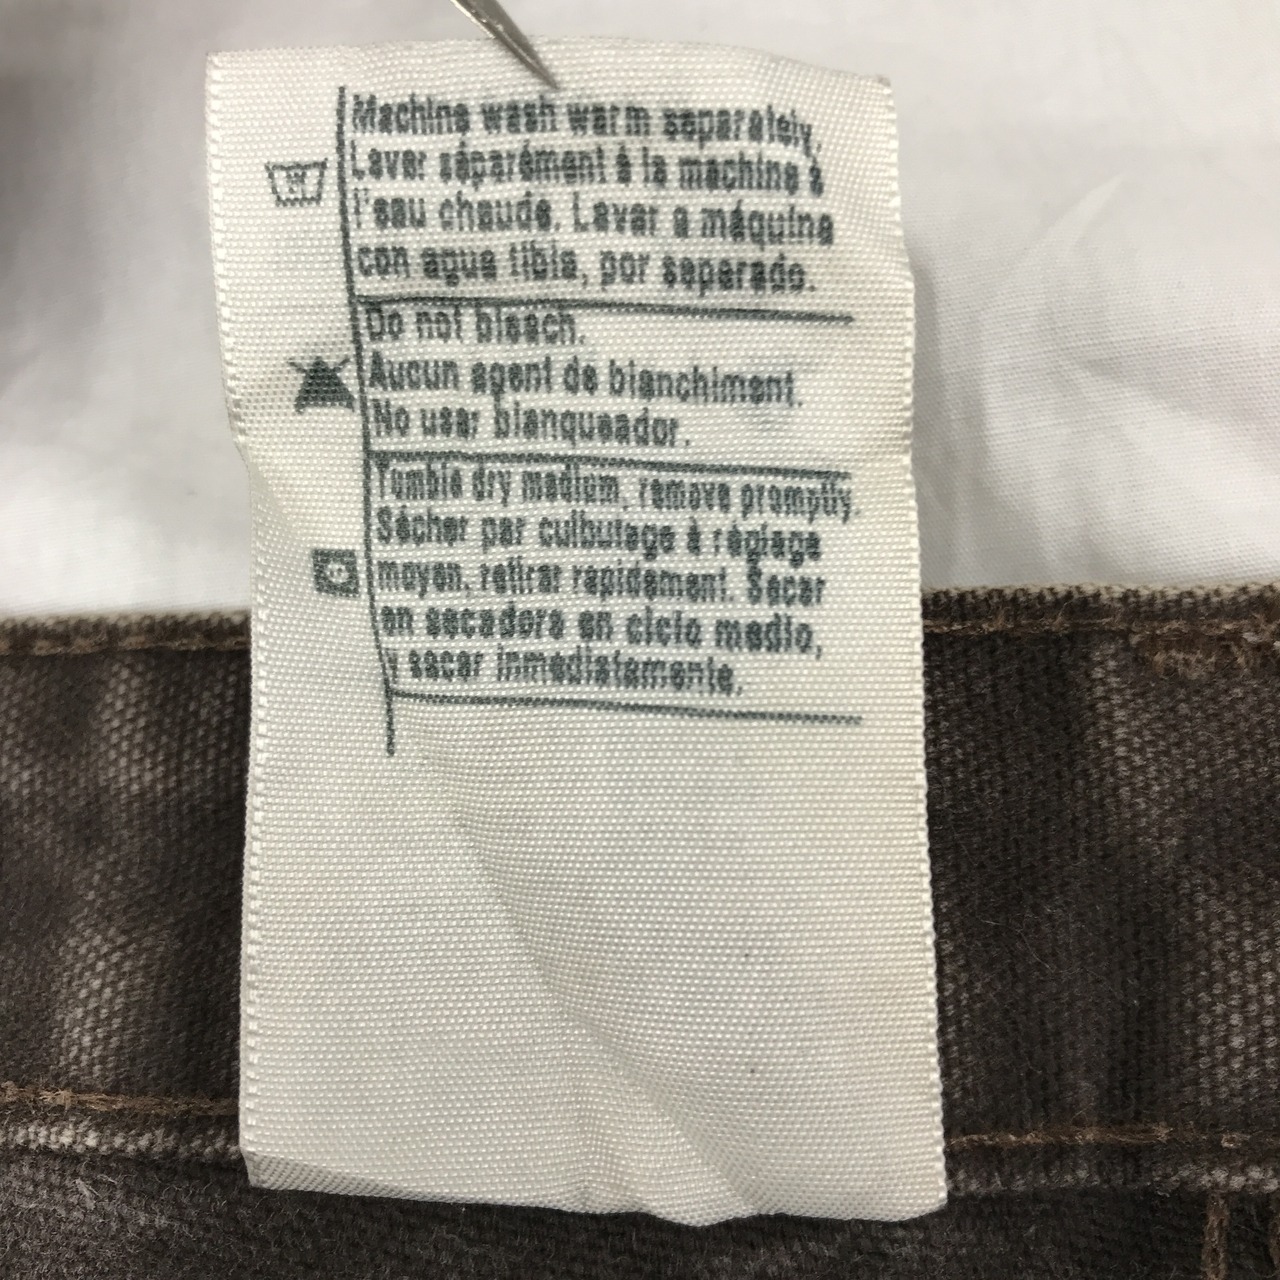 Machine wash warm separately.
Laver séparément à la machine à
l'eau chaude. Lavar a máquina
con agua tibia, por separado.
Do not bleach.
Aucun agent de blanchiment.
No usar blanqueador.
Tumble dry medium, remove promptly.
Sécher par culbutage à réglage
moyen, retirer rapidement. Secar
en secadora en ciclo medio,
y sacar inmediatamente.